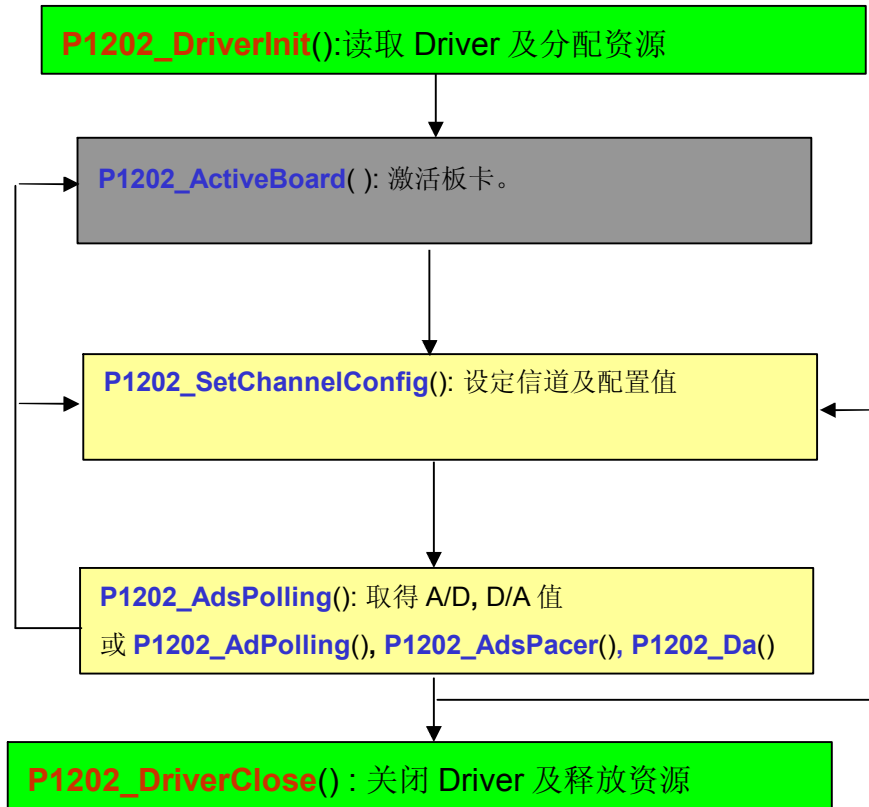 P1202_DriverInit():读取 Driver 及分配资源
P1202_ActiveBoard( ): 激活板卡。
P1202_SetChannelConfig(): 设定信道及配置值
P1202_AdsPolling(): 取得 A/D, D/A 值
或 P1202_AdPolling(), P1202_AdsPacer(), P1202_Da()
P1202_DriverClose() : 关闭 Driver 及释放资源